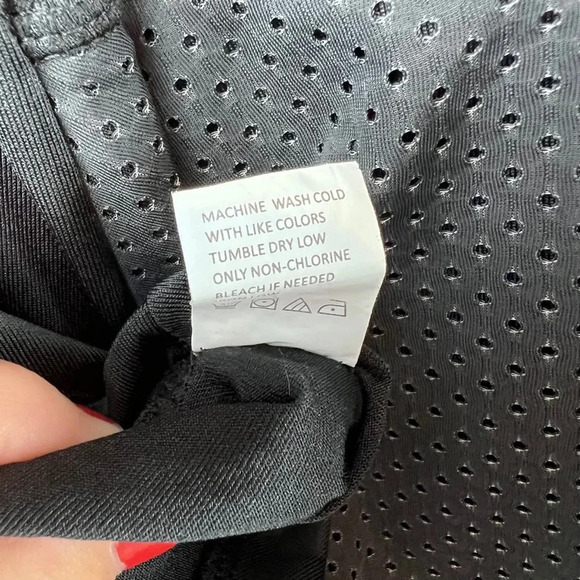 MACHINE WASH COLD
WITH LIKE COLORS
TUMBLE DRY LOW
ONLY NON-CHLORINE
BLEACH IF NEEDED